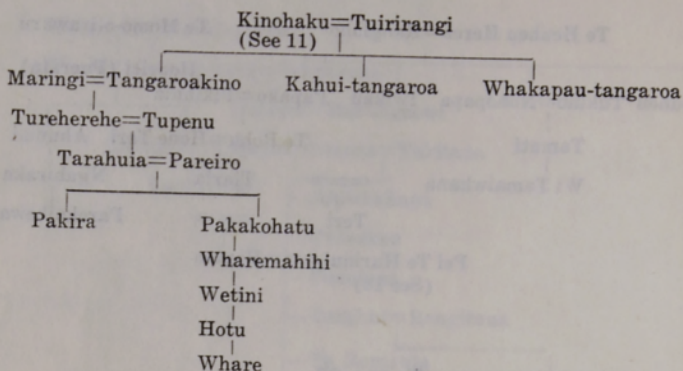 Kinohaku=Tuirirangi
(See 11)
Maringi=Tangaroakino Kahui-tangaroa Whakapau-tangaroa
Tureherehe=Tupenu
Tarahuia=Pareiro
Pakira Pakakohatu
Wharemahihi
Wetini
Hotu
Whare